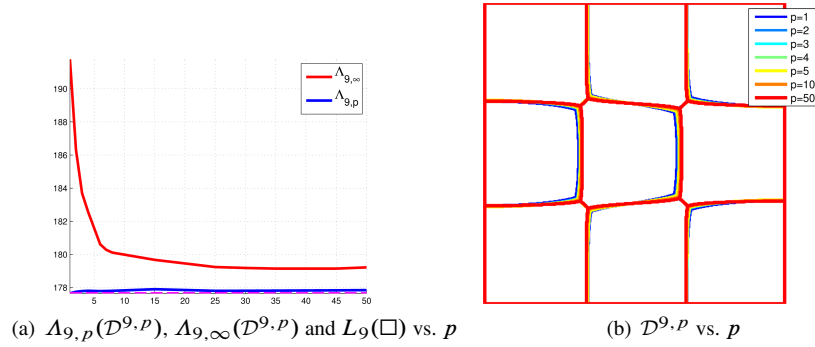 190
188
186
184
182
180
178
5 10 15 20 25 30 35 40 45 50
Λ9,∞
Λ9,p
p=1
p=2
p=3
p=4
p=5
p=10
p=50
(a) Λ9,p(𝒟9,p), Λ9,∞(𝒟9,p) and L9(□) vs. p
(b) 𝒟9,p vs. p